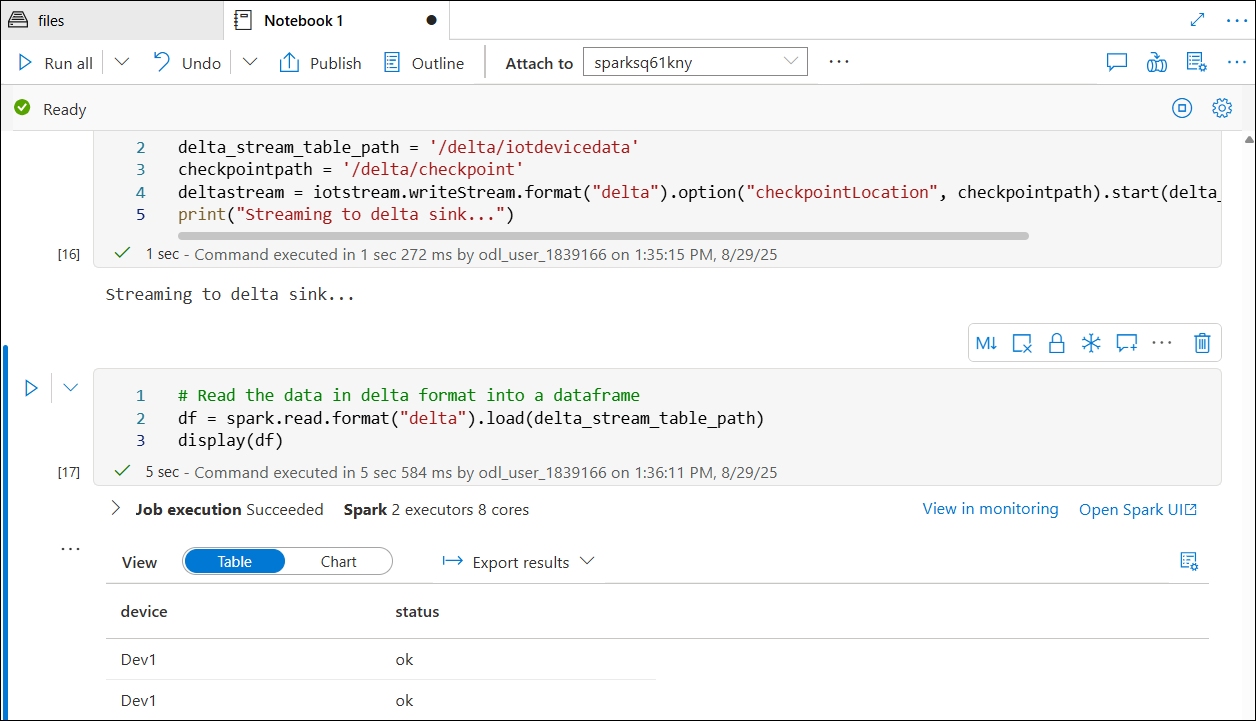 files
Notebook 1
Run all Undo Publish Outline Attach to sparksq61kny
Ready
2 delta_stream_table_path = '/delta/iotdevicedata'
3 checkpointpath = '/delta/checkpoint'
4 deltastream = iotstream.writeStream.format("delta").option("checkpointLocation", checkpointpath).start(delta_
5 print("Streaming to delta sink...")
[16] 1 sec - Command executed in 1 sec 272 ms by odl_user_1839166 on 1:35:15 PM, 8/29/25
Streaming to delta sink...
M↓
1 # Read the data in delta format into a dataframe
2 df = spark.read.format("delta").load(delta_stream_table_path)
3 display(df)
[17] 5 sec - Command executed in 5 sec 584 ms by odl_user_1839166 on 1:36:11 PM, 8/29/25
Job execution Succeeded Spark 2 executors 8 cores View in monitoring Open Spark UI
View Table Chart Export results
device status
Dev1 ok
Dev1 ok